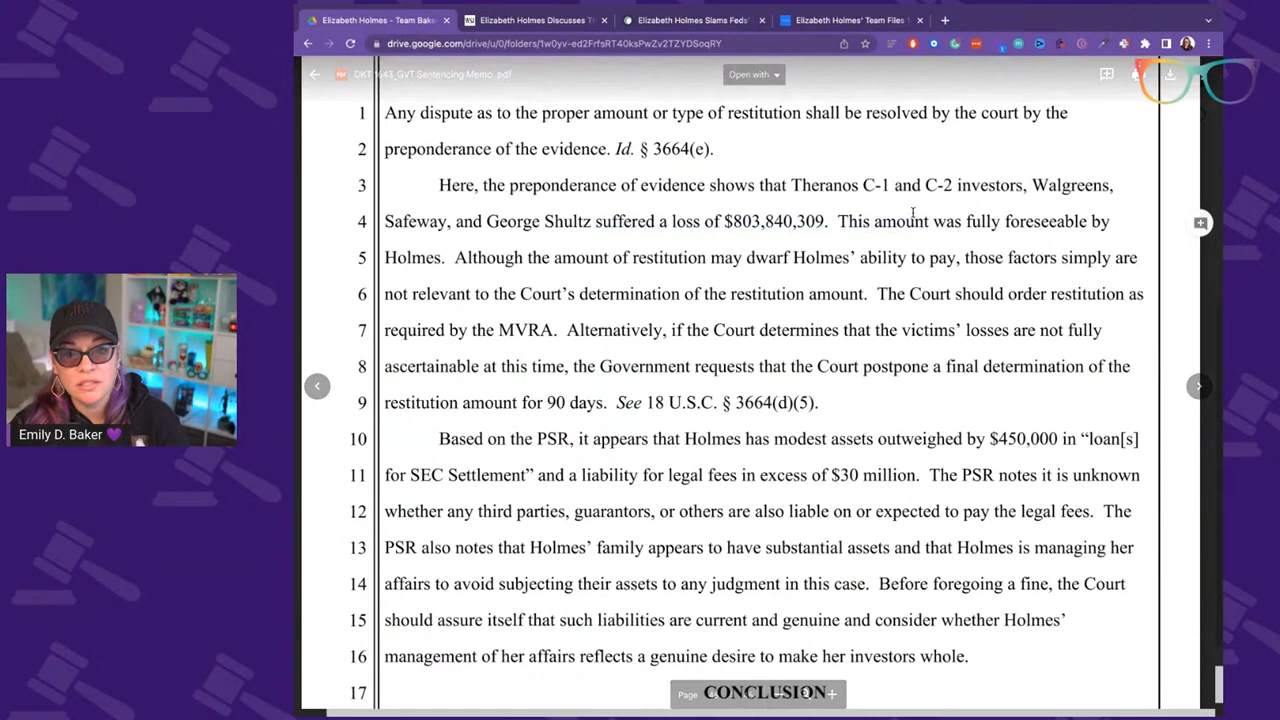 Elizabeth Holmes - Team Bake
Elizabeth Holmes Discusses T
Elizabeth Holmes Slams Feds'
Elizabeth Holmes' Team Files
drive.google.com/drive/u/0/folders/1w0yv-ed2FrfsRT40ksPwZv2TZYDSoqRY
PDF
_GVT Sentencing Memo .pdf
Open with
1 Any dispute as to the proper amount or type of restitution shall be resolved by the court by the
2 preponderance of the evidence. Id. § 3664(e).
3 Here, the preponderance of evidence shows that Theranos C-1 and C-2 investors, Walgreens,
4 Safeway, and George Shultz suffered a loss of $803,840,309. This amount was fully foreseeable by
5 Holmes. Although the amount of restitution may dwarf Holmes' ability to pay, those factors simply are
6 not relevant to the Court's determination of the restitution amount. The Court should order restitution as
7 required by the MVRA. Alternatively, if the Court determines that the victims' losses are not fully
8 ascertainable at this time, the Government requests that the Court postpone a final determination of the
9 restitution amount for 90 days. See 18 U.S.C. § 3664(d)(5).
10 Based on the PSR, it appears that Holmes has modest assets outweighed by $450,000 in "loan[s]
11 for SEC Settlement" and a liability for legal fees in excess of $30 million. The PSR notes it is unknown
12 whether any third parties, guarantors, or others are also liable on or expected to pay the legal fees. The
13 PSR also notes that Holmes' family appears to have substantial assets and that Holmes is managing her
14 affairs to avoid subjecting their assets to any judgment in this case. Before foregoing a fine, the Court
15 should assure itself that such liabilities are current and genuine and consider whether Holmes'
16 management of her affairs reflects a genuine desire to make her investors whole.
17 CONCLUSION
Page
Emily D. Baker 💜